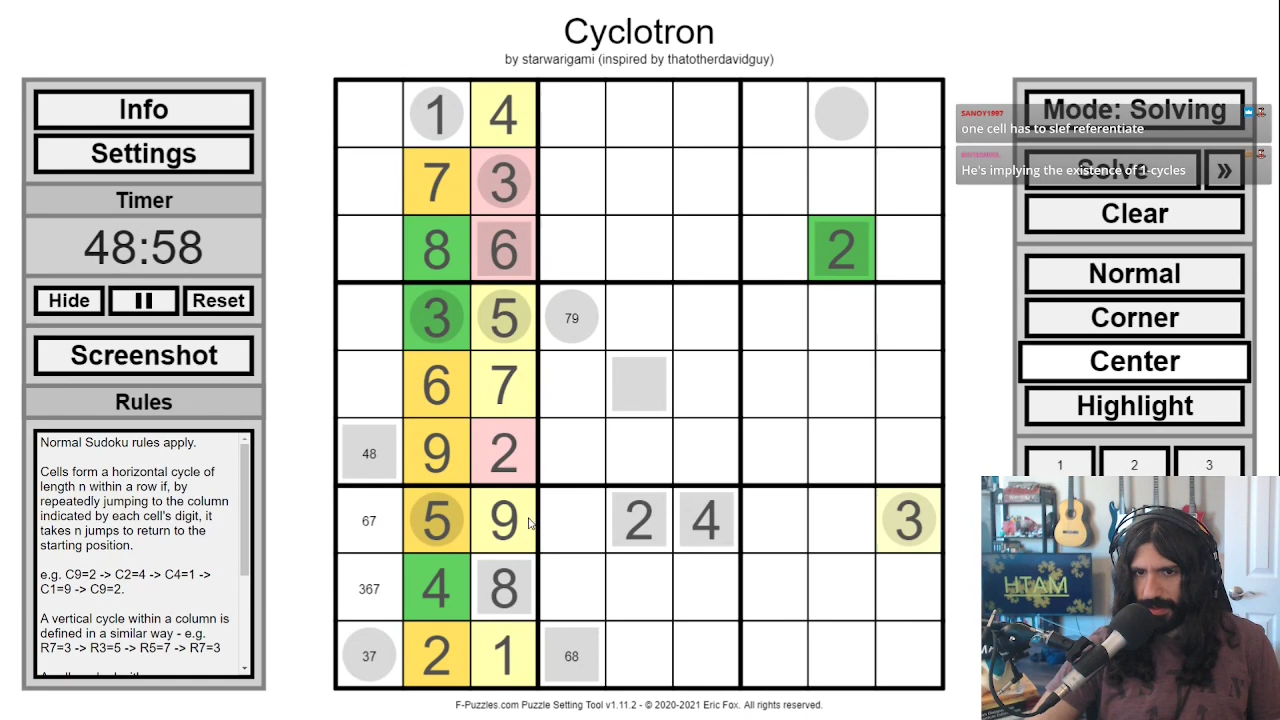 Cyclotron
by starwarigami (inspired by thatotherdavidguy)
Info
Settings
Timer
48:58
Hide
Reset
Screenshot
Rules
Normal Sudoku rules apply.
Cells form a horizontal cycle of
length n within a row if, by
repeatedly jumping to the column
indicated by each cell's digit, it
takes n jumps to return to the
starting position.
e.g. C9=2 -> C2=4 -> C4=1 ->
C1=9 -> C9=2.
A vertical cycle within a column is
defined in a similar way - e.g.
R7=3 -> R3=5 -> R5=7 -> R7=3
1 4
7 3
8 6 2
3 5 79
6 7
48 9 2
67 5 9 2 4 3
367 4 8
37 2 1 68
F-Puzzles.com Puzzle Setting Tool v1.11.2 - © 2020-2021 Eric Fox. All rights reserved.
Mode: Solving
SANOY1997
one cell has to slef referentiate
He's implying the existence of 1-cycles
Solve »
Clear
Normal
Corner
Center
Highlight
1 2 3
HTAM